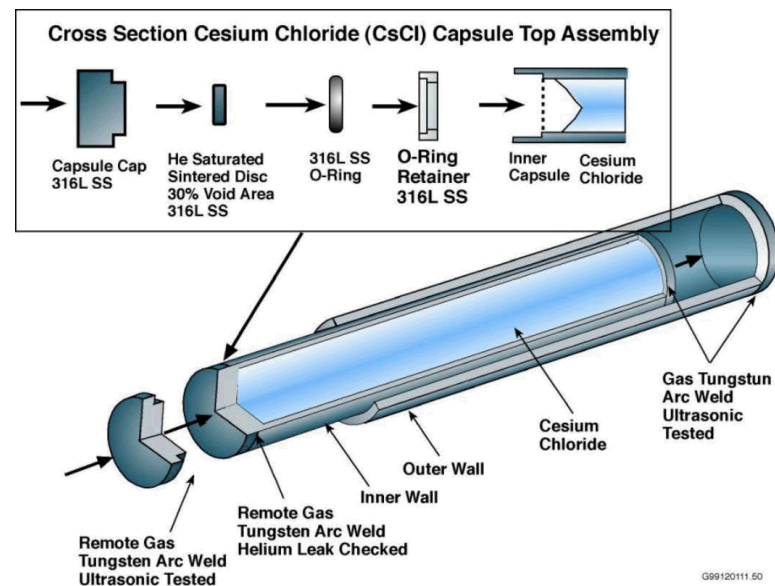 Cross Section Cesium Chloride (CsCl) Capsule Top Assembly
Capsule Cap
316L SS
He Saturated
Sintered Disc
30% Void Area
316L SS
316L SS
O-Ring
O-Ring
Retainer
316L SS
Inner
Capsule
Cesium
Chloride
Gas Tungstun
Arc Weld
Ultrasonic
Tested
Cesium
Chloride
Outer Wall
Inner Wall
Remote Gas
Tungsten Arc Weld
Helium Leak Checked
Remote Gas
Tungsten Arc Weld
Ultrasonic Tested
G99120111.50